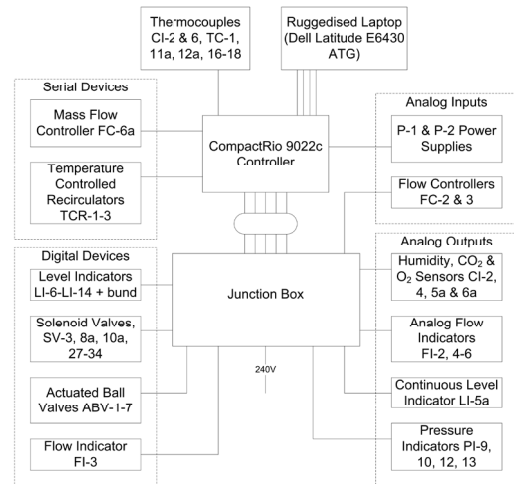 Thermocouples
CI-2 & 6, TC-1,
11a, 12a, 16-18
Ruggedised Laptop
(Dell Latitude E6430
ATG)
Serial Devices
Mass Flow
Controller FC-6a
Temperature
Controlled
Recirculators
TCR-1-3
CompactRio 9022c
Controller
Analog Inputs
P-1 & P-2 Power
Supplies
Flow Controllers
FC-2 & 3
Digital Devices
Level Indicators
LI-6-LI-14 + bund
Solenoid Valves,
SV-3, 8a, 10a,
27-34
Actuated Ball
Valves ABV-1-7
Flow Indicator
FI-3
Junction Box
240V
Analog Outputs
Humidity, CO₂ &
O₂ Sensors CI-2,
4, 5a & 6a
Analog Flow
Indicators
FI-2, 4-6
Continuous Level
Indicator LI-5a
Pressure
Indicators PI-9,
10, 12, 13